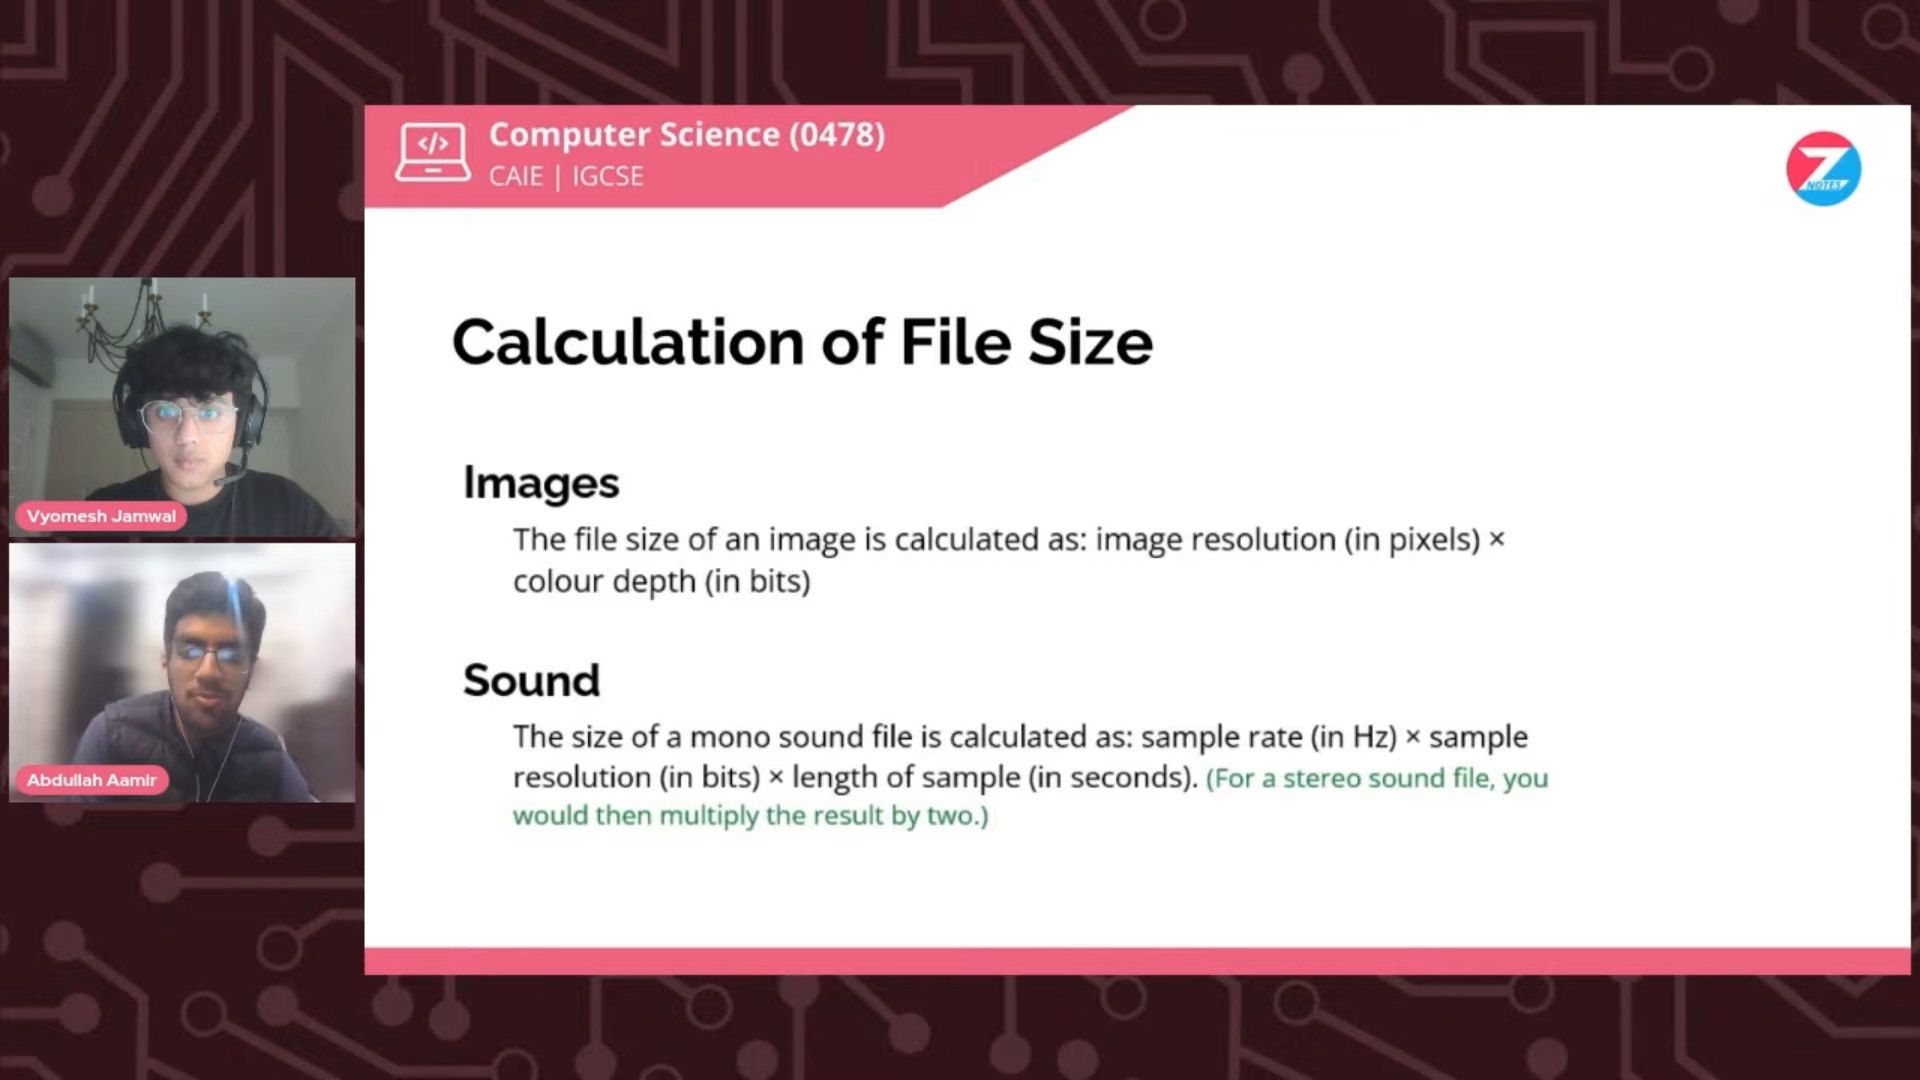 Computer Science (0478)
CAIE | IGCSE
Z
NOTES
Calculation of File Size
Images
The file size of an image is calculated as: image resolution (in pixels) ×
colour depth (in bits)
Sound
The size of a mono sound file is calculated as: sample rate (in Hz) × sample
resolution (in bits) × length of sample (in seconds). (For a stereo sound file, you
would then multiply the result by two.)
</>
Vyomesh Jamwal
Abdullah Aamir